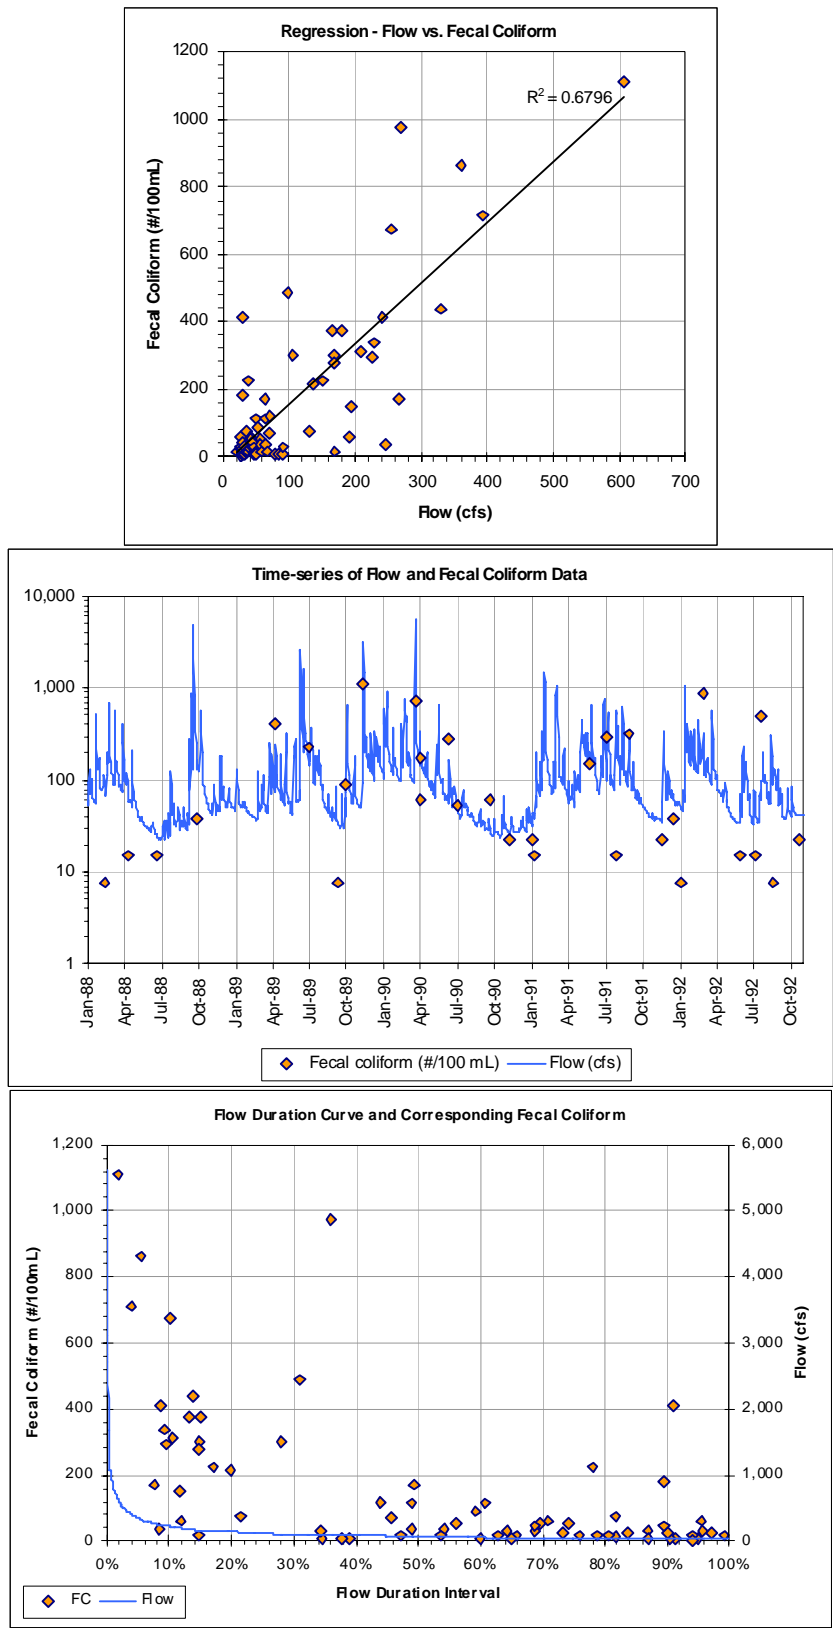 Regression - Flow vs. Fecal Coliform
1200
1000
800
600
400
200
0
R² = 0.6796
Fecal Coliform (#/100mL)
0 100 200 300 400 500 600 700
Flow (cfs)
Time-series of Flow and Fecal Coliform Data
10,000
1,000
100
10
1
Jan-88 Apr-88 Jul-88 Oct-88 Jan-89 Apr-89 Jul-89 Oct-89 Jan-90 Apr-90 Jul-90 Oct-90 Jan-91 Apr-91 Jul-91 Oct-91 Jan-92 Apr-92 Jul-92 Oct-92
Fecal coliform (#/100 mL) Flow (cfs)
Flow Duration Curve and Corresponding Fecal Coliform
1,200
1,000
800
600
400
200
0
Fecal Coliform (#/100mL)
6,000
5,000
4,000
3,000
2,000
1,000
0
Flow (cfs)
0% 10% 20% 30% 40% 50% 60% 70% 80% 90% 100%
Flow Duration Interval
FC Flow